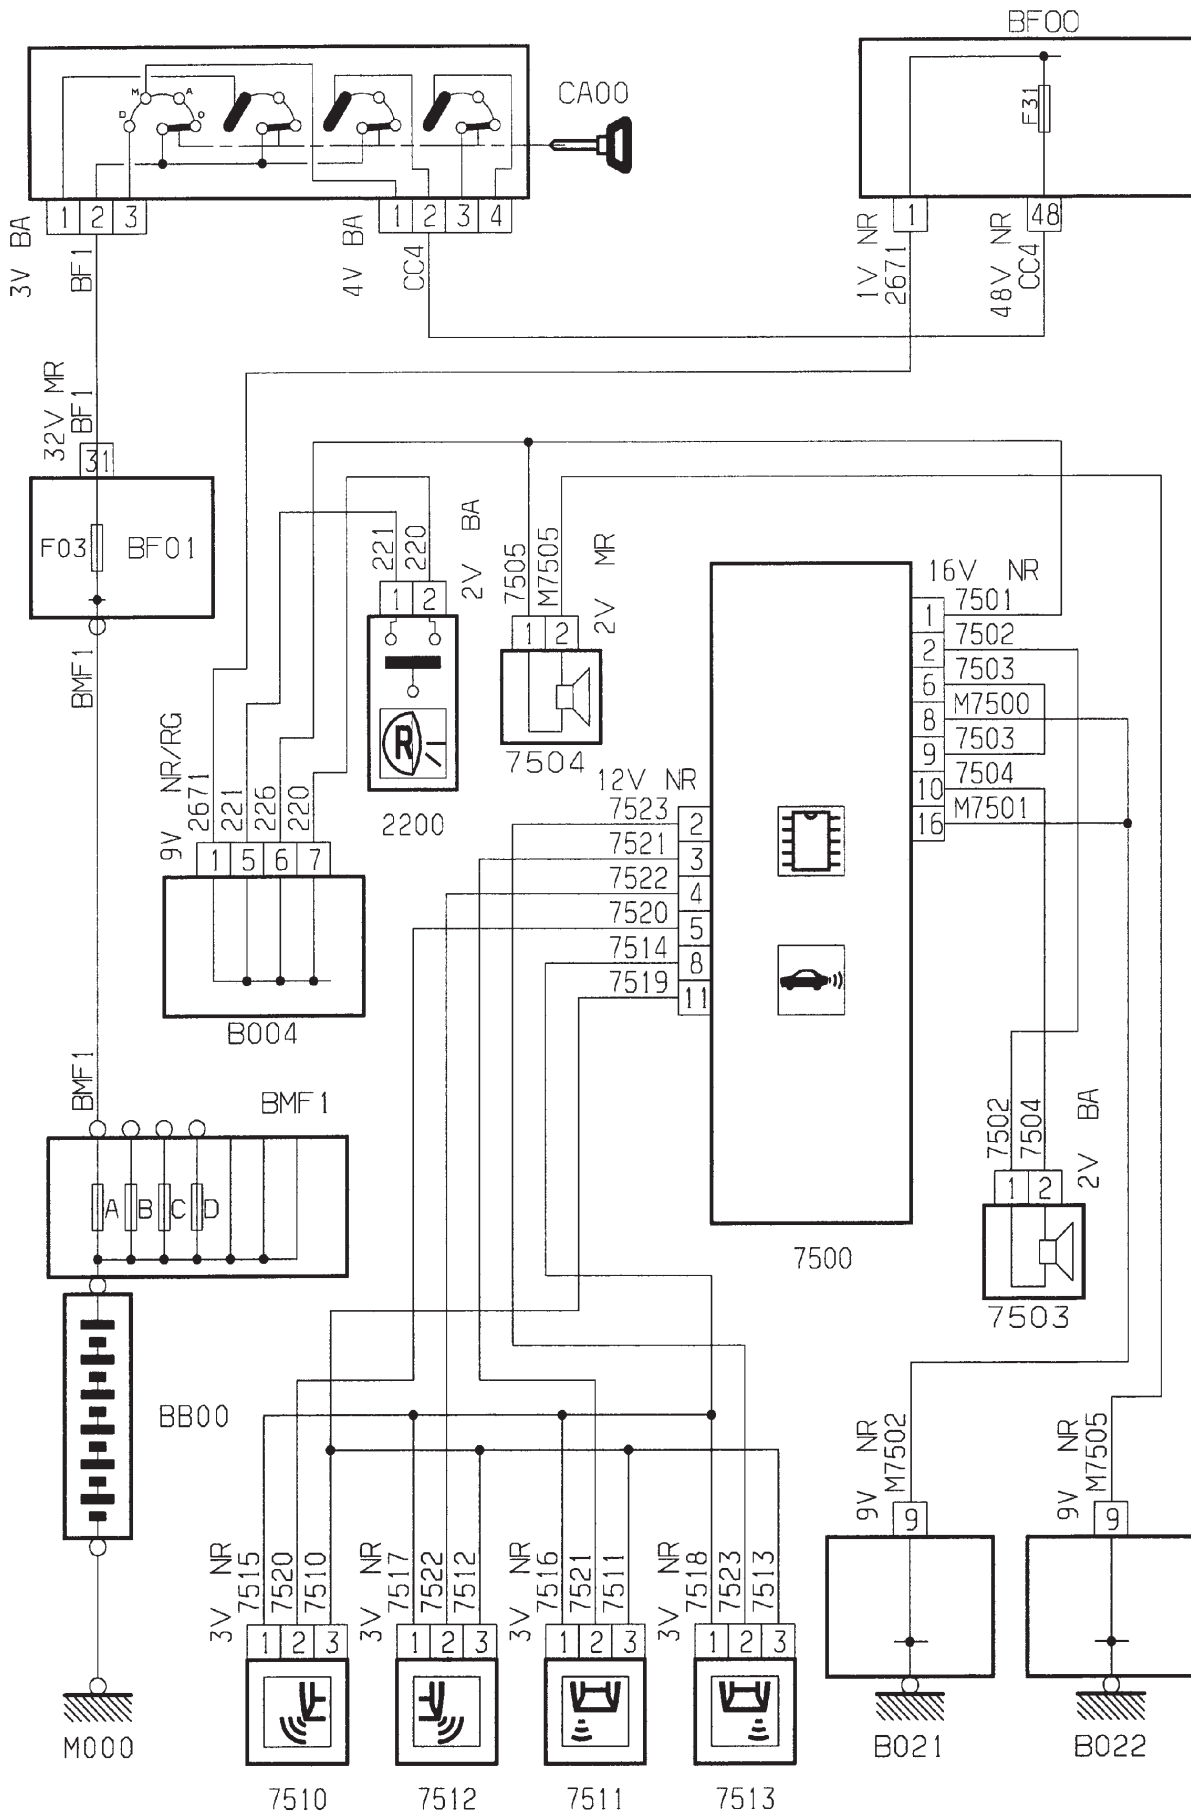 BF00
CA00
M A
D O
F31
1 2 3
1 2 3 4
1 48
3V BA
BF1
4V BA
CC4
1V NR
2671
48V NR
CC4
32V MR
BF1
31
F03 BF01
BMF1
221
220
2V BA
1 2
R
2200
7505
M7505
2V MR
1 2
7504
16V NR
1 7501
2 7502
6 7503
8 M7500
9 7503
10 7504
16 M7501
12V NR
7523 2
7521 3
7522 4
7520 5
7514 8
7519 11
7500
9V NR/RG
2671
221
226
220
1 5 6 7
B004
BMF1
BMF1
A B C D
7502
7504
2V BA
1 2
7503
BB00
M000
9V NR
M7502
9
B021
9V NR
M7505
9
B022
3V NR
7515
7520
7510
1 2 3
7510
3V NR
7517
7522
7512
1 2 3
7512
3V NR
7516
7521
7511
1 2 3
7511
3V NR
7518
7523
7513
1 2 3
7513